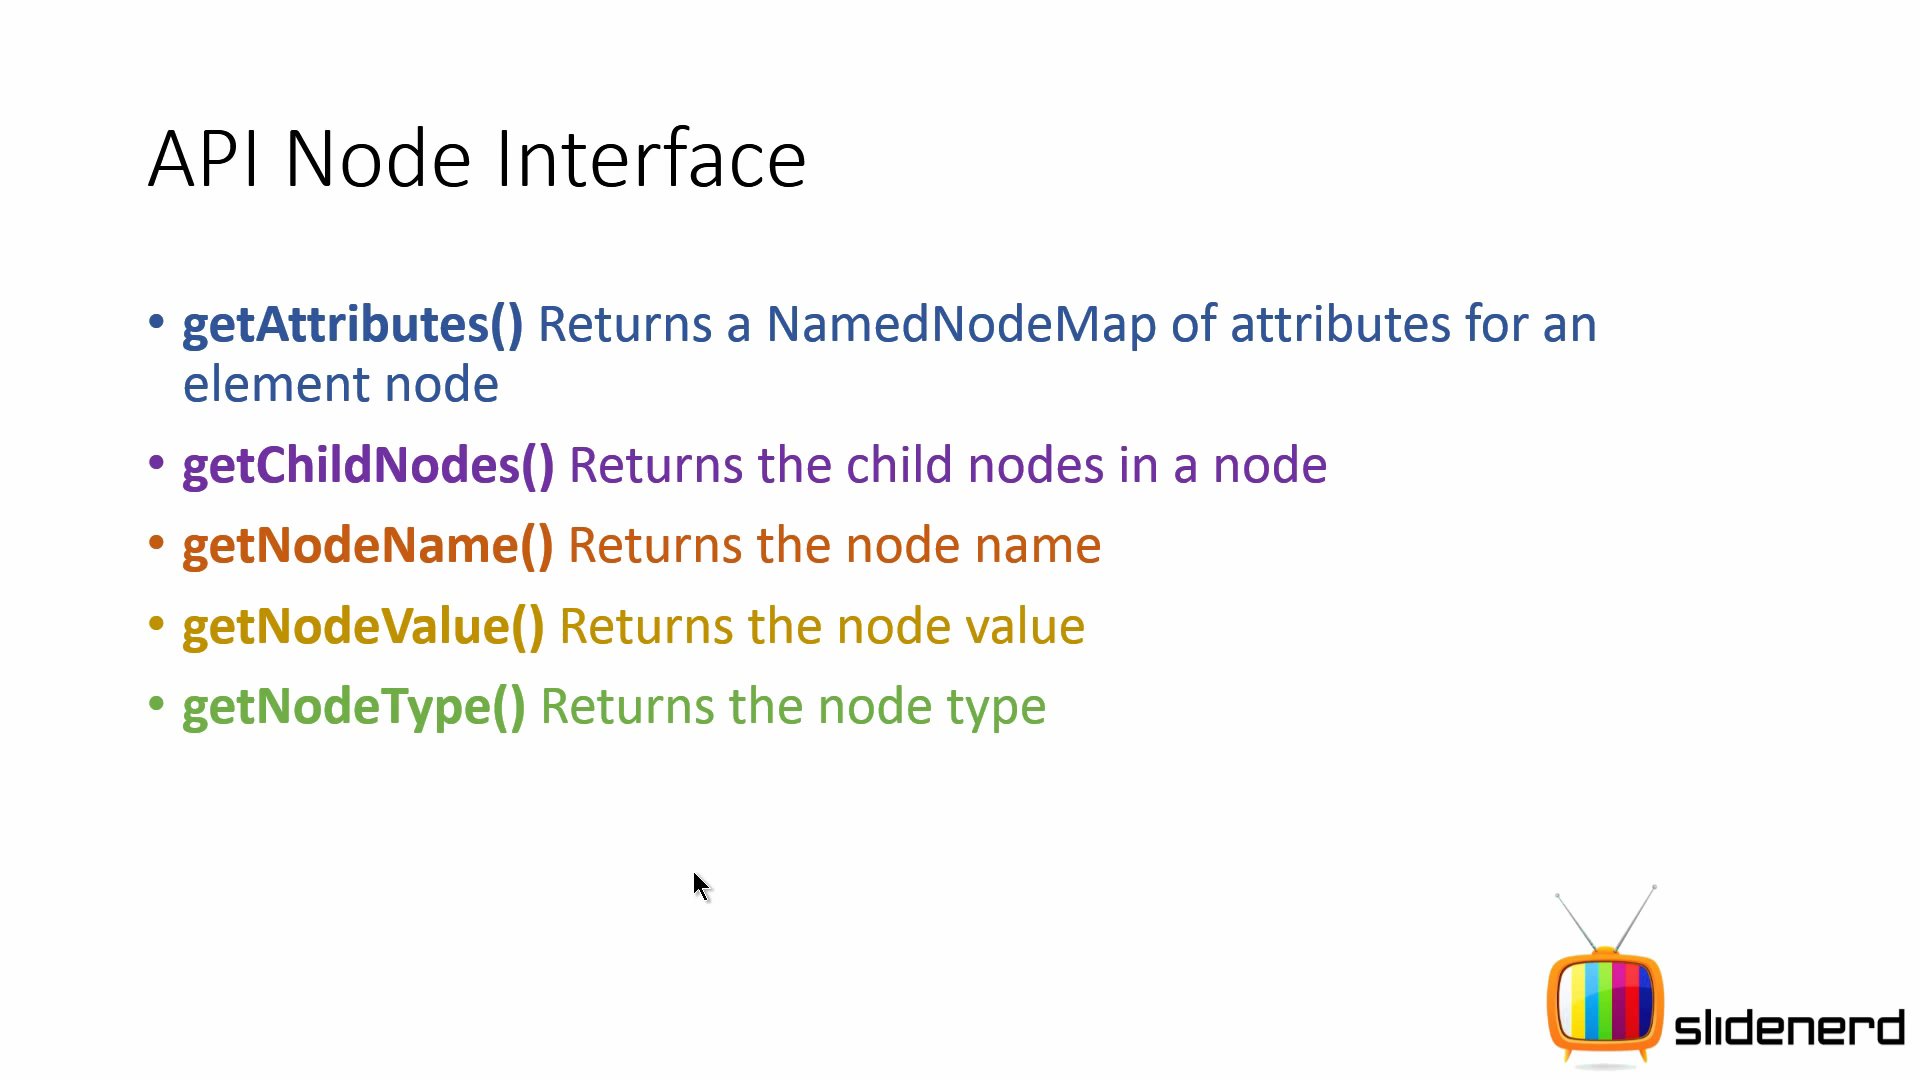 API Node Interface
• getAttributes() Returns a NamedNodeMap of attributes for an
element node
• getChildNodes() Returns the child nodes in a node
• getNodeName() Returns the node name
• getNodeValue() Returns the node value
• getNodeType() Returns the node type
slidenerd